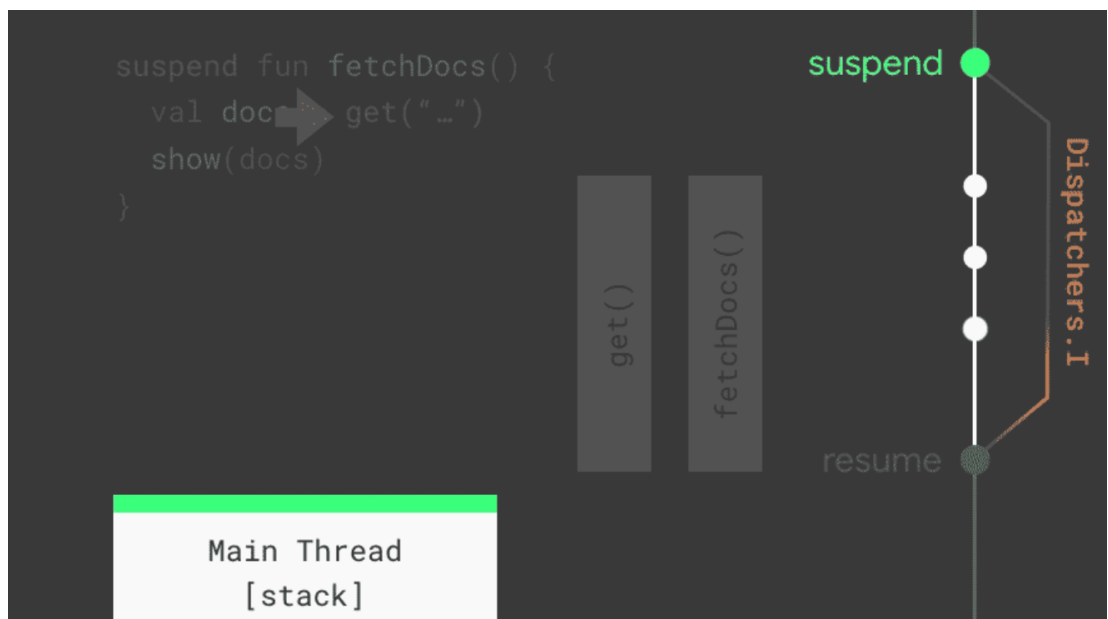 suspend fun fetchDocs() {
val docs get("…")
show(docs)
}
suspend
Dispatchers.I
get()
fetchDocs()
resume
Main Thread
[stack]